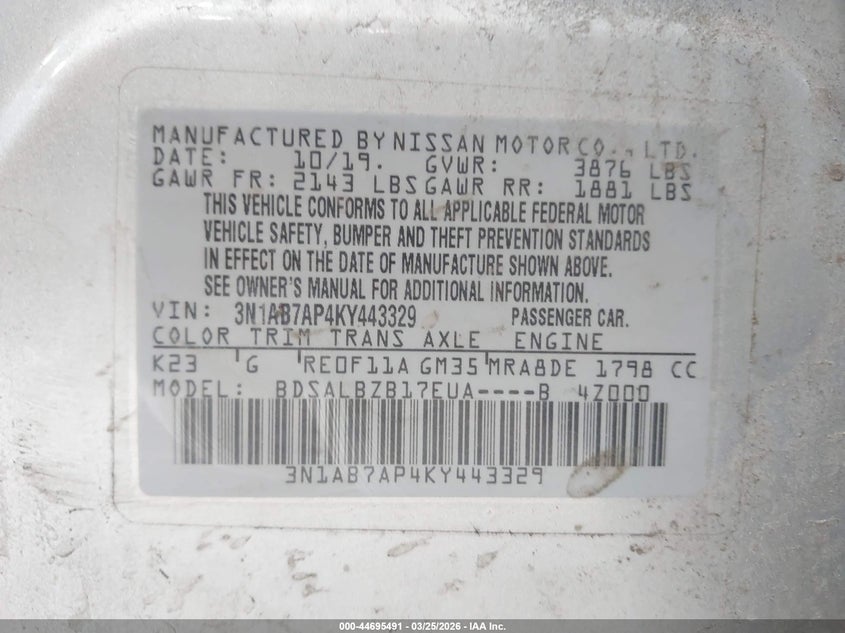 MANUFACTURED BY NISSAN MOTOR CO., LTD.
DATE: 10/19. GVWR: 3876 LBS
GAWR FR: 2143 LBS GAWR RR: 1881 LBS
THIS VEHICLE CONFORMS TO ALL APPLICABLE FEDERAL MOTOR
VEHICLE SAFETY, BUMPER AND THEFT PREVENTION STANDARDS
IN EFFECT ON THE DATE OF MANUFACTURE SHOWN ABOVE.
SEE OWNER'S MANUAL FOR ADDITIONAL INFORMATION.
VIN: 3N1AB7AP4KY443329 PASSENGER CAR.
COLOR TRIM TRANS AXLE ENGINE
K23 G RE0F11A GM35 MRA8DE 1798 CC
MODEL: BDSALBZB17EUA----B 4Z000
3N1AB7AP4KY443329
000-44695491 - 03/25/2026 - IAA Inc.